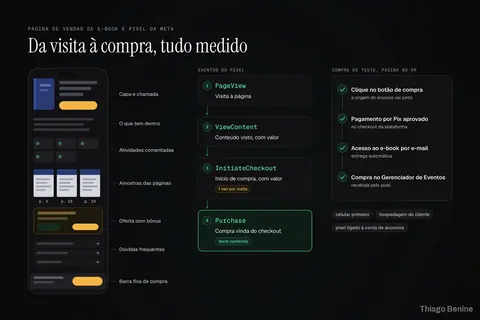 PÁGINA DE VENDAS DE E-BOOK E PIXEL DA META
Da visita à compra, tudo medido
p. 5
p. 10
p. 19
Capa e chamada
O que tem dentro
Atividades comentadas
Amostras das páginas
Oferta com bônus
Dúvidas frequentes
Barra fixa de compra
EVENTOS DO PIXEL
1 PageView
Visita à página
2 ViewContent
Conteúdo visto, com valor
3 InitiateCheckout
Início de compra, com valor
1 vez por visita
4 Purchase
Compra vinda do checkout
teste conferido
COMPRA DE TESTE, PÁGINA NO AR
Clique no botão de compra
a origem do anúncio vai junto
Pagamento por Pix aprovado
no checkout da plataforma
Acesso ao e-book por e-mail
entrega automática
Compra no Gerenciador de Eventos
recebida pelo pixel
celular primeiro
hospedagem do cliente
pixel ligado à conta de anúncios
Thiago Benine